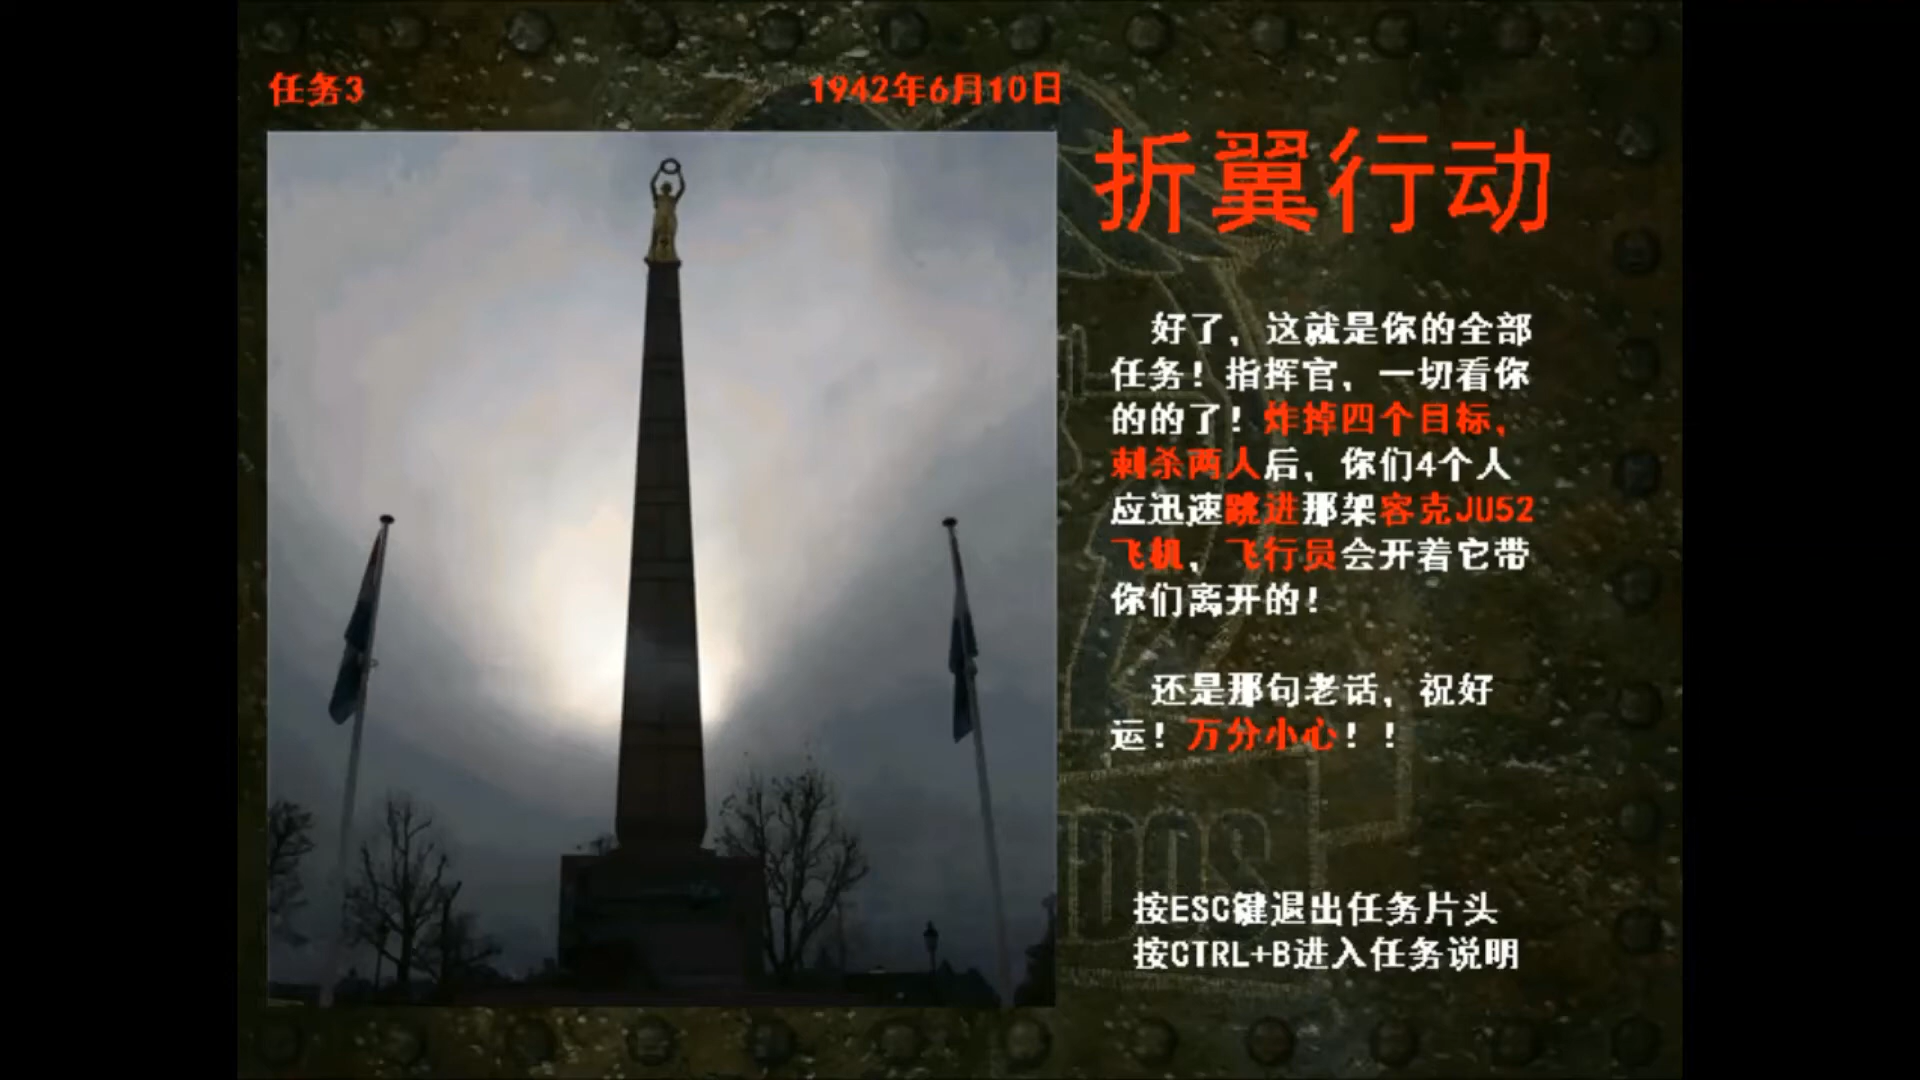 任务3
1942年6月10日
折翼行动
好了，这就是你的全部
任务！指挥官，一切看你
的的了！炸掉四个目标，
刺杀两人后，你们4个人
应迅速跳进那架容克JU52
飞机，飞行员会开着它带
你们离开的！
还是那句老话，祝好
运！万分小心！！
按ESC键退出任务片头
按CTRL+B进入任务说明